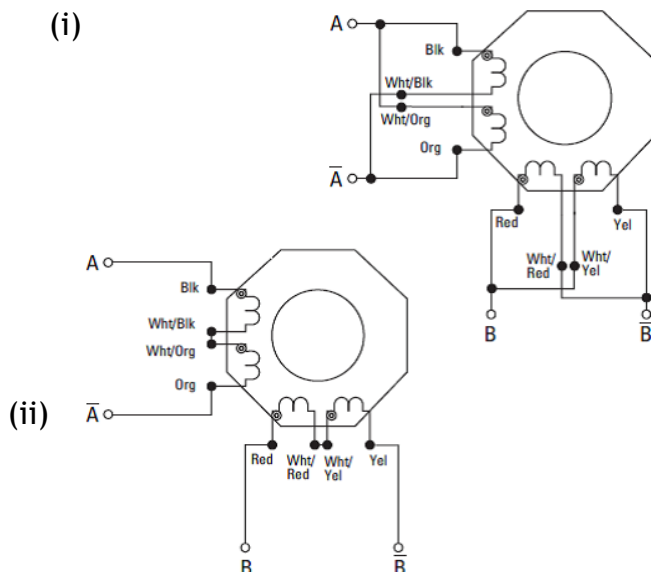 (i)
A
Blk
Wht/Blk
Wht/Org
Org
A̅
Red
Wht/
Red
Wht/
Yel
Yel
B
B̅
(ii)
A
Blk
Wht/Blk
Wht/Org
Org
A̅
Red
Wht/
Red
Wht/
Yel
Yel
B
B̅